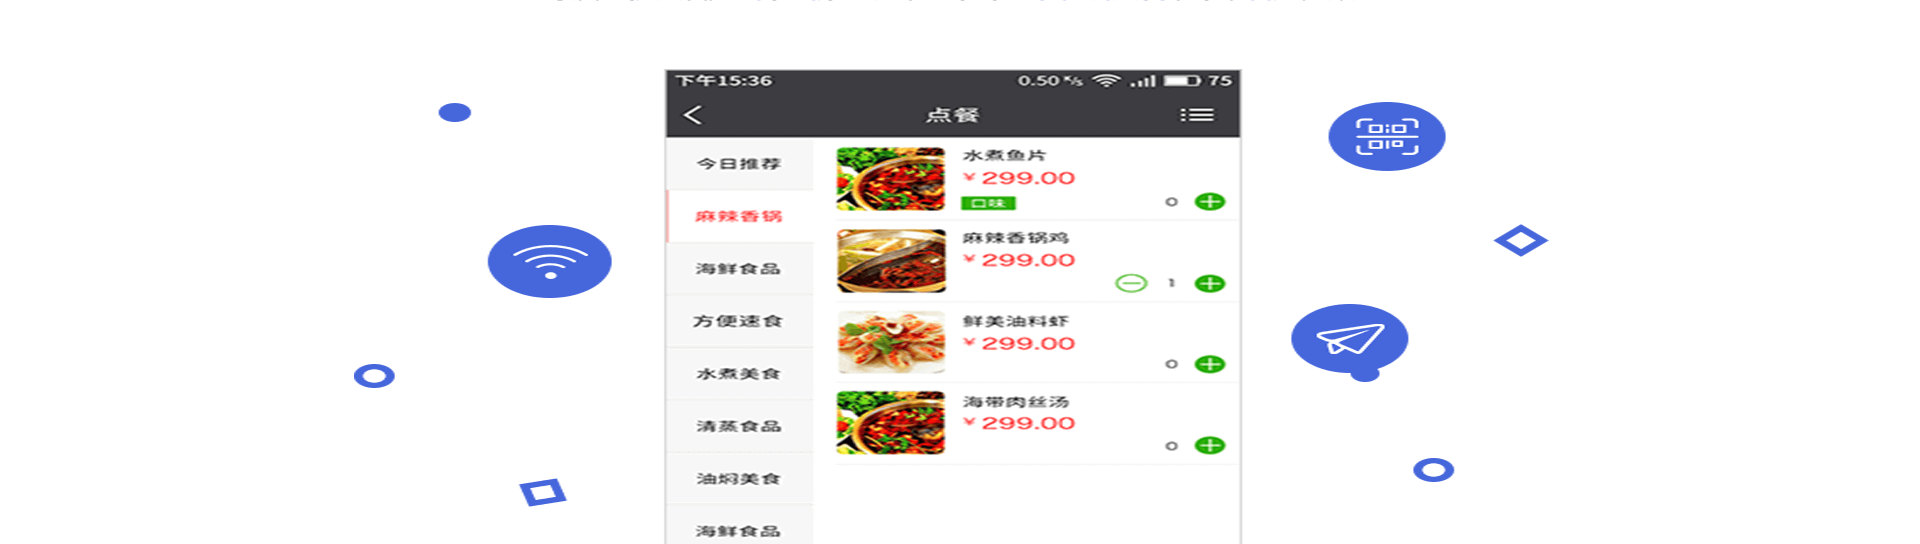 下午15:36
0.50 K/s
75
点餐
今日推荐
麻辣香锅
海鲜食品
方便速食
水煮美食
清蒸食品
油焖美食
海鲜食品
水煮鱼片
¥299.00
口味
0
麻辣香锅鸡
¥299.00
1
鲜美油料虾
¥299.00
0
海带肉丝汤
¥299.00
0